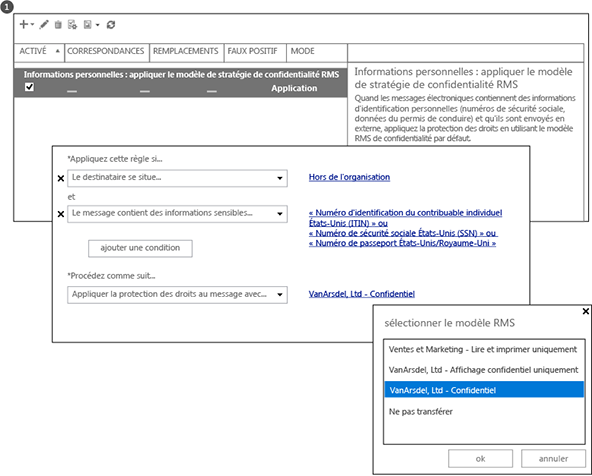 1
ACTIVÉ CORRESPONDANCES REMPLACEMENTS FAUX POSITIF MODE
Informations personnelles : appliquer le modèle de stratégie de confidentialité RMS
Application
Informations personnelles : appliquer le modèle
de stratégie de confidentialité RMS
Quand les messages électroniques contiennent des informations
d'identification personnelles (numéros de sécurité sociale,
données du permis de conduire) et qu'ils sont envoyés en
externe, appliquez la protection des droits en utilisant le modèle
RMS de confidentialité par défaut.
*Appliquez cette règle si...
Le destinataire se situe... Hors de l'organisation
et
Le message contient des informations sensibles... « Numéro d'identification du contribuable individuel
États-Unis (ITIN) » ou
« Numéro de sécurité sociale États-Unis (SSN) » ou
« Numéro de passeport États-Unis/Royaume-Uni »
ajouter une condition
*Procédez comme suit...
Appliquer la protection des droits au message avec... VanArsdel, Ltd - Confidentiel
sélectionner le modèle RMS
Ventes et Marketing - Lire et imprimer uniquement
VanArsdel, Ltd - Affichage confidentiel uniquement
VanArsdel, Ltd - Confidentiel
Ne pas transférer
ok annuler